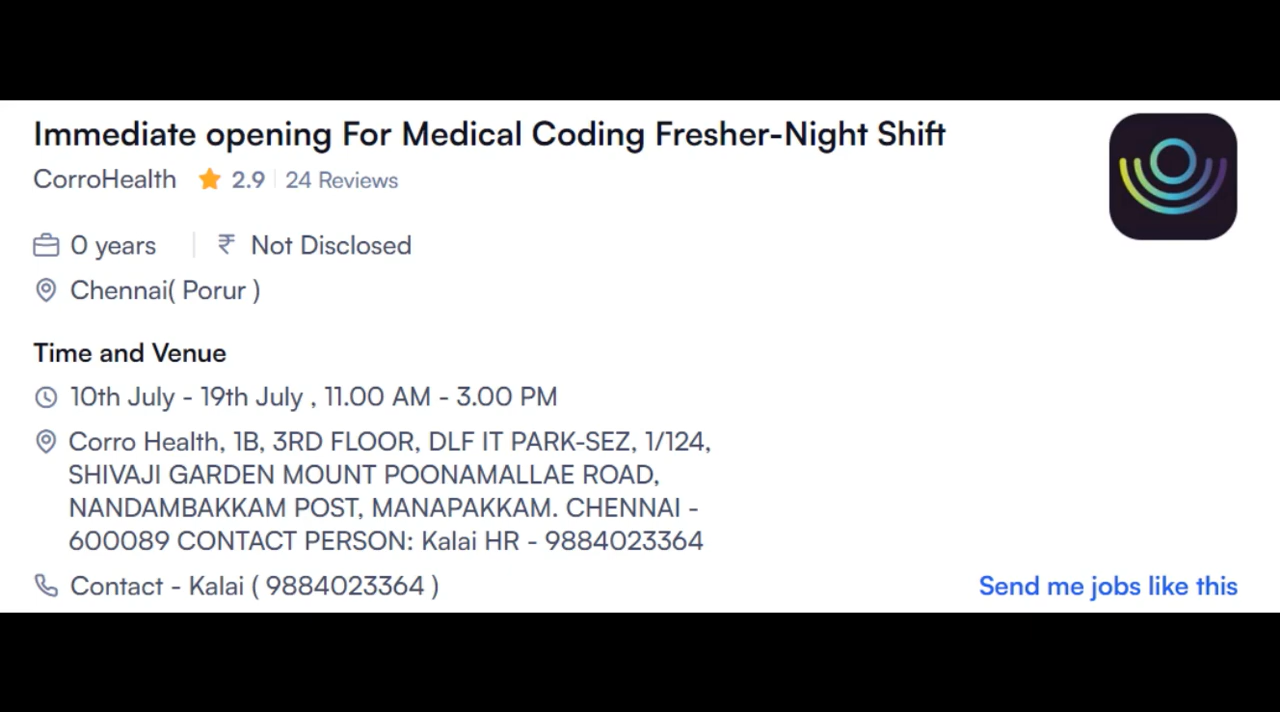 Immediate opening For Medical Coding Fresher-Night Shift
CorroHealth 2.9 24 Reviews
0 years ₹ Not Disclosed
Chennai( Porur )
Time and Venue
10th July - 19th July , 11.00 AM - 3.00 PM
Corro Health, 1B, 3RD FLOOR, DLF IT PARK-SEZ, 1/124,
SHIVAJI GARDEN MOUNT POONAMALLAE ROAD,
NANDAMBAKKAM POST, MANAPAKKAM. CHENNAI -
600089 CONTACT PERSON: Kalai HR - 9884023364
Contact - Kalai ( 9884023364 )
Send me jobs like this